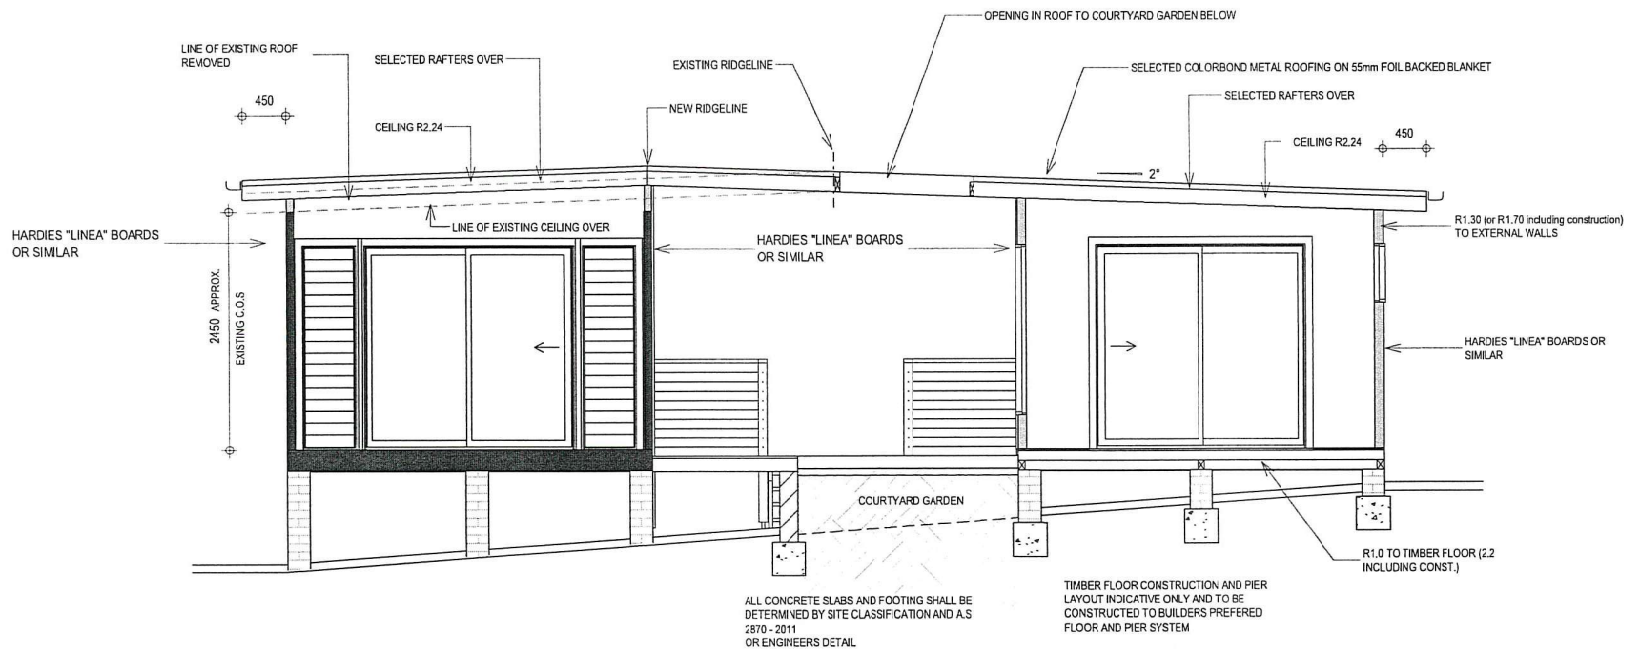 OPENING IN ROOF TO COURTYARD GARDEN BELOW
LINE OF EXISTING ROOF
REMOVED
SELECTED RAFTERS OVER
EXISTING RIDGELINE
SELECTED COLORBOND METAL ROOFING ON 55mm FOIL BACKED BLANKET
SELECTED RAFTERS OVER
450
NEW RIDGELINE
CEILING R2.24
CEILING R2.24
450
2°
LINE OF EXISTING CEILING OVER
HARDIES "LINEA" BOARDS
OR SIMILAR
HARDIES "LINEA" BOARDS
OR SIMILAR
R1.30 (or R1.70 including construction)
TO EXTERNAL WALLS
2450 APPROX.
EXISTING C.O.S
HARDIES "LINEA" BOARDS OR
SIMILAR
COURTYARD GARDEN
R1.0 TO TIMBER FLOOR (2.2
INCLUDING CONST.)
ALL CONCRETE SLABS AND FOOTING SHALL BE
DETERMINED BY SITE CLASSIFICATION AND A.S
2870 - 2011
OR ENGINEERS DETAIL
TIMBER FLOOR CONSTRUCTION AND PIER
LAYOUT INDICATIVE ONLY AND TO BE
CONSTRUCTED TO BUILDERS PREFERED
FLOOR AND PIER SYSTEM